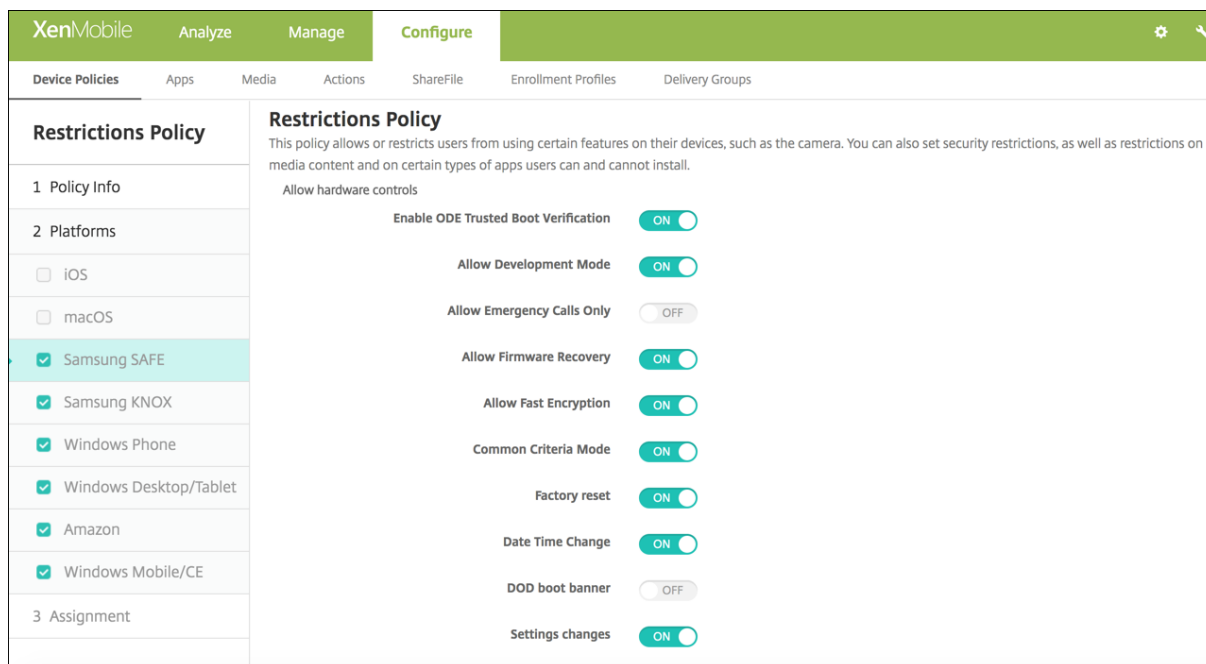 XenMobile Analyze Manage Configure
Device Policies Apps Media Actions ShareFile Enrollment Profiles Delivery Groups
Restrictions Policy
1 Policy Info
2 Platforms
iOS
macOS
Samsung SAFE
Samsung KNOX
Windows Phone
Windows Desktop/Tablet
Amazon
Windows Mobile/CE
3 Assignment
Restrictions Policy
This policy allows or restricts users from using certain features on their devices, such as the camera. You can also set security restrictions, as well as restrictions on
media content and on certain types of apps users can and cannot install.
Allow hardware controls
Enable ODE Trusted Boot Verification ON
Allow Development Mode ON
Allow Emergency Calls Only OFF
Allow Firmware Recovery ON
Allow Fast Encryption ON
Common Criteria Mode ON
Factory reset ON
Date Time Change ON
DOD boot banner OFF
Settings changes ON